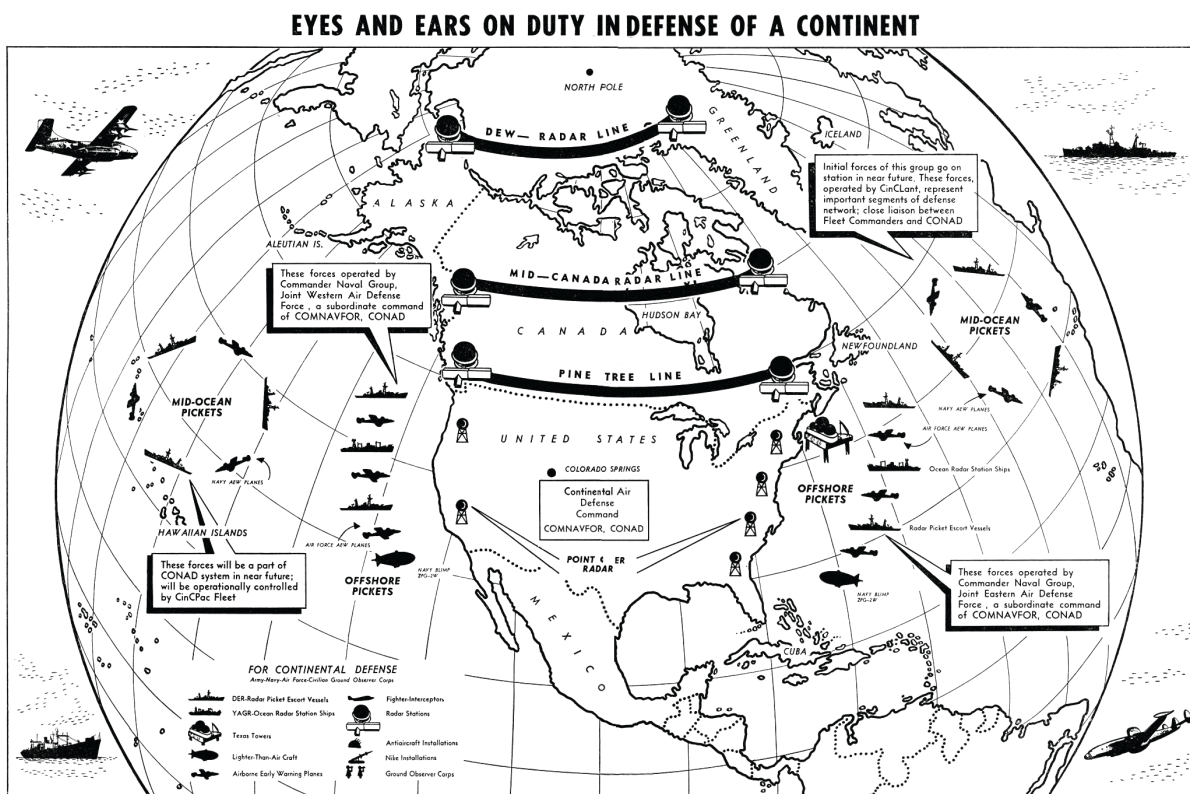 EYES AND EARS ON DUTY IN DEFENSE OF A CONTINENT
NORTH POLE
DEW— RADAR LINE
GREENLAND
ICELAND
Initial forces of this group go on
station in near future. These forces,
operated by CinCLant, represent
important segments of defense
network; close liaison between
Fleet Commanders and CONAD
ALASKA
ALEUTIAN IS.
These forces operated by
Commander Naval Group,
Joint Western Air Defense
Force , a subordinate command
of COMNAVFOR, CONAD
MID—CANADA RADAR LINE
HUDSON BAY
CANADA
NEWFOUNDLAND
MID-OCEAN
PICKETS
PINE TREE LINE
MID-OCEAN
PICKETS
NAVY AEW PLANES
AIR FORCE AEW PLANES
UNITED STATES
COLORADO SPRINGS
Continental Air
Defense
Command
COMNAVFOR, CONAD
Ocean Radar Station Ships
OFFSHORE
PICKETS
NAVY AEW PLANES
Radar Picket Escort Vessels
HAWAIIAN ISLANDS
AIR FORCE AEW PLANES
These forces will be a part of
CONAD system in near future;
will be operationally controlled
by CinCPac Fleet
OFFSHORE
PICKETS
NAVY BLIMP
ZPG-2W
POINT ER
RADAR
NAVY BLIMP
ZPG-2W
These forces operated by
Commander Naval Group,
Joint Eastern Air Defense
Force , a subordinate command
of COMNAVFOR, CONAD
MEXICO
CUBA
FOR CONTINENTAL DEFENSE
Army-Navy-Air Force-Civilian Ground Observer Corps
DER-Radar Picket Escort Vessels
YAGR-Ocean Radar Station Ships
Texas Towers
Lighter-Than-Air Craft
Airborne Early Warning Planes
Fighter-Interceptors
Radar Stations
Antiaircraft Installations
Nike Installations
Ground Observer Corps